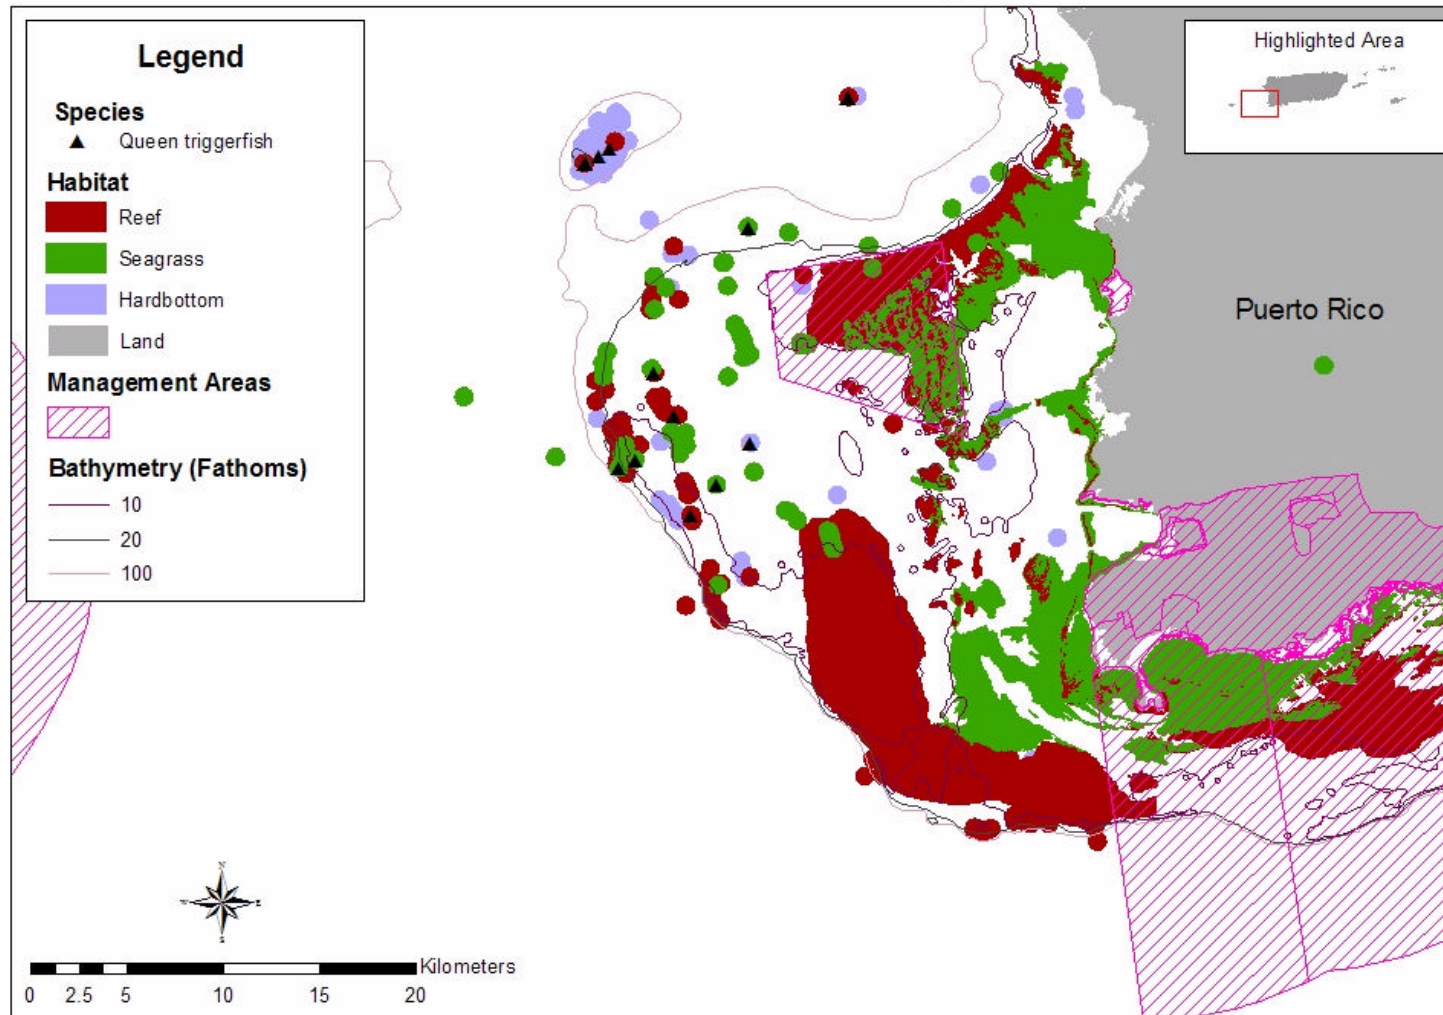 Legend
Species
Queen triggerfish
Habitat
Reef
Seagrass
Hardbottom
Land
Management Areas
Bathymetry (Fathoms)
10
20
100
Highlighted Area
Puerto Rico
N
W
E
S
Kilometers
0 2.5 5 10 15 20